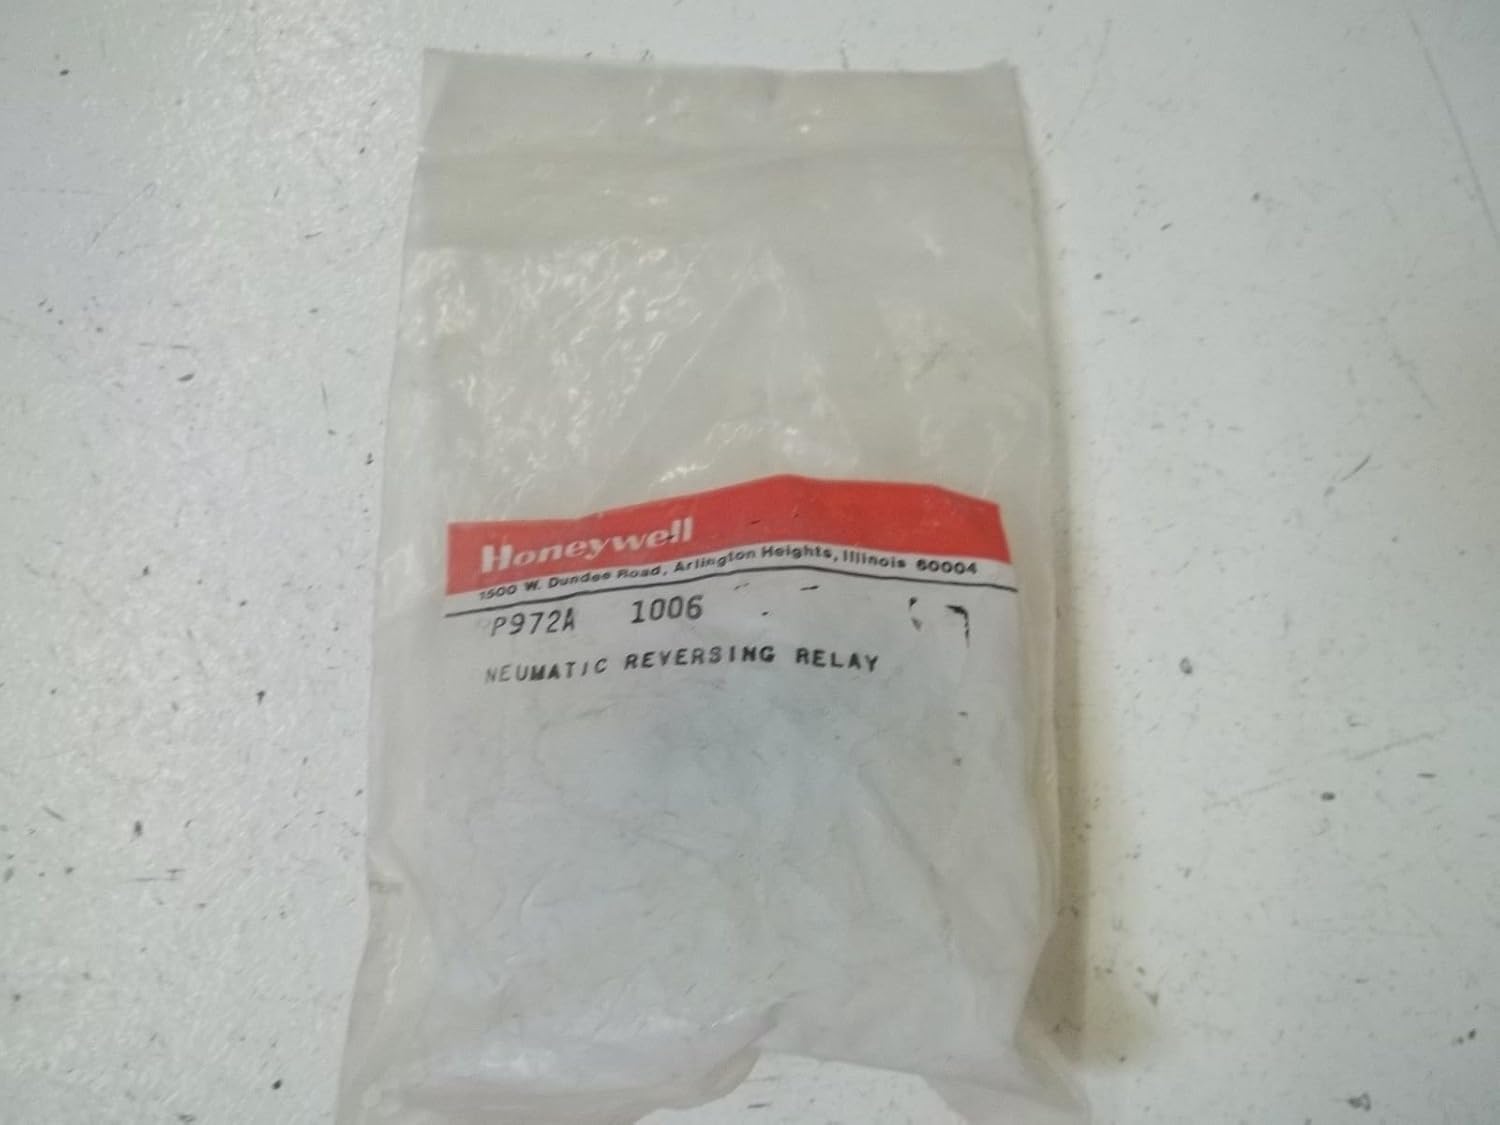 Honeywell
1500 W. Dundee Road, Arlington Heights, Illinois 60004
P972A 1006
NEUMATIC REVERSING RELAY